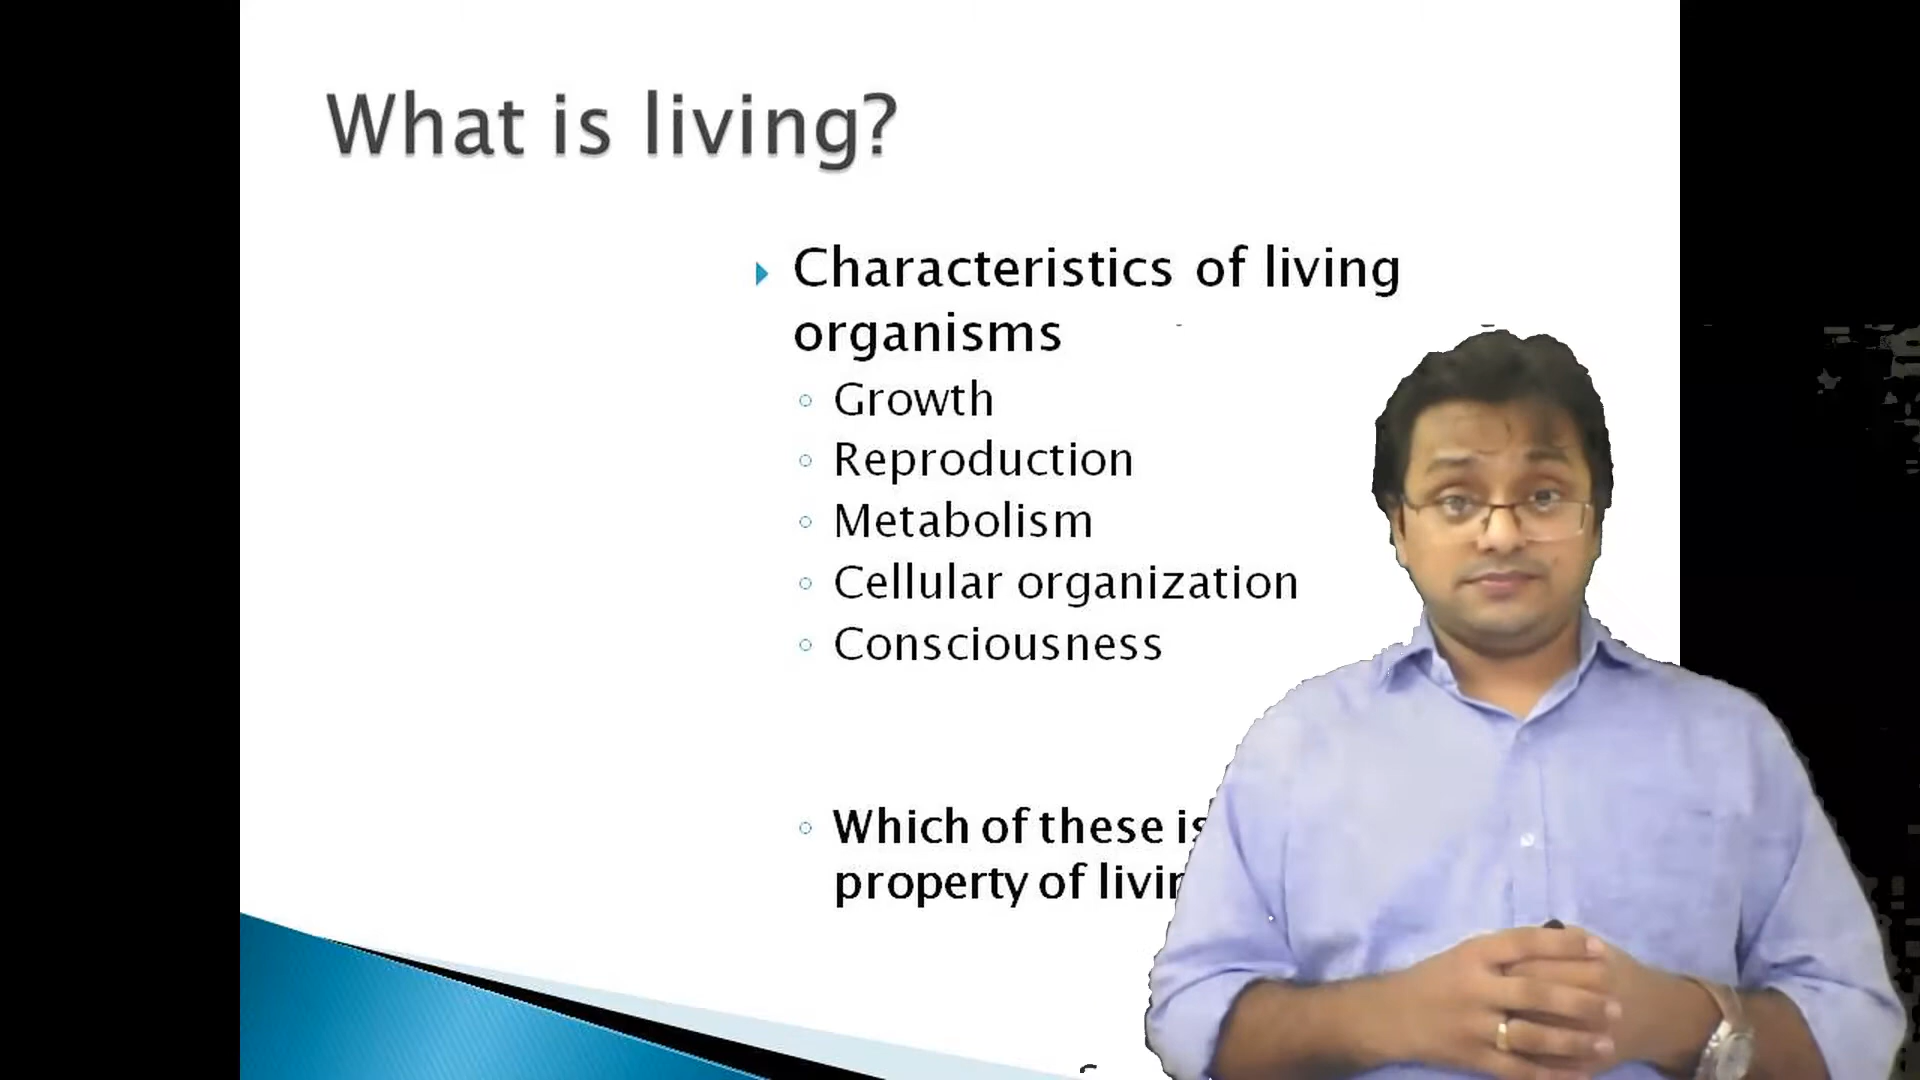 What is living?
Characteristics of living
organisms
Growth
Reproduction
Metabolism
Cellular organization
Consciousness
Which of these is
property of